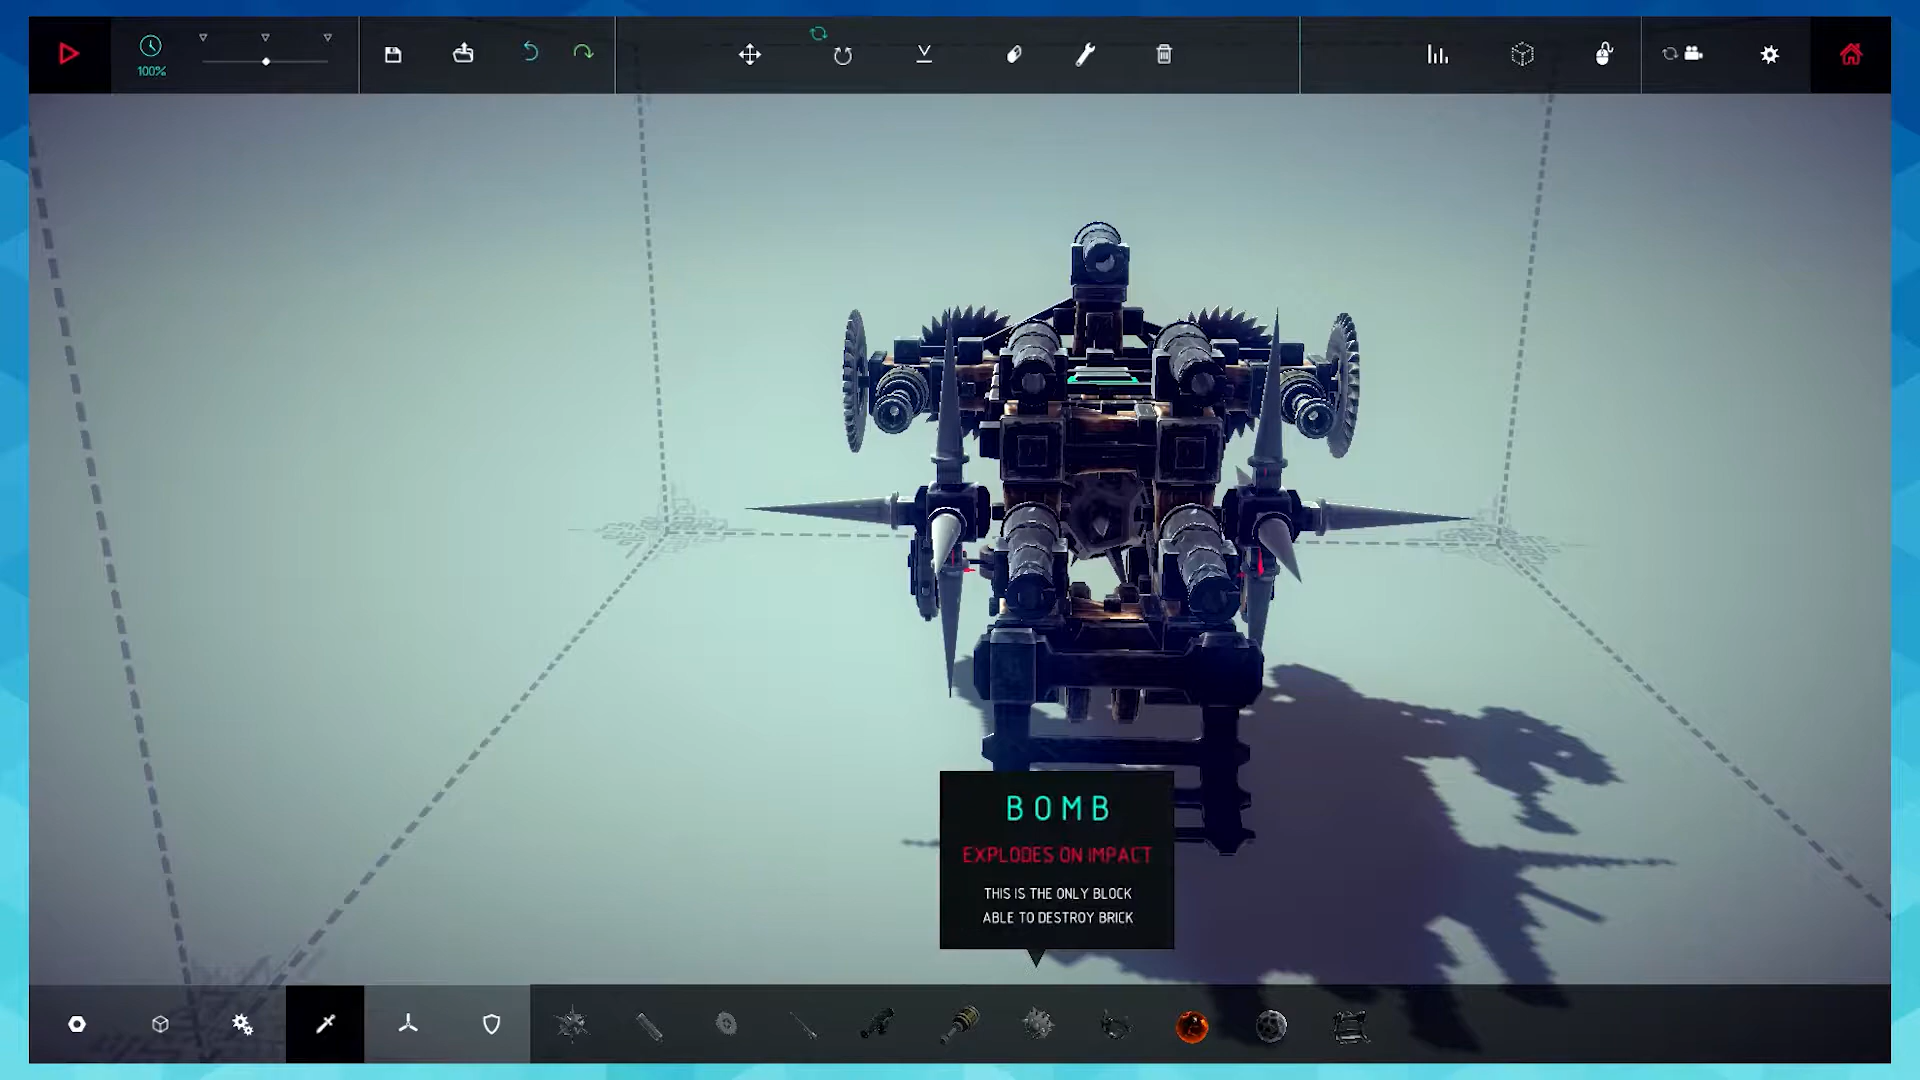 100%
BOMB
EXPLODES ON IMPACT
THIS IS THE ONLY BLOCK
ABLE TO DESTROY BRICK